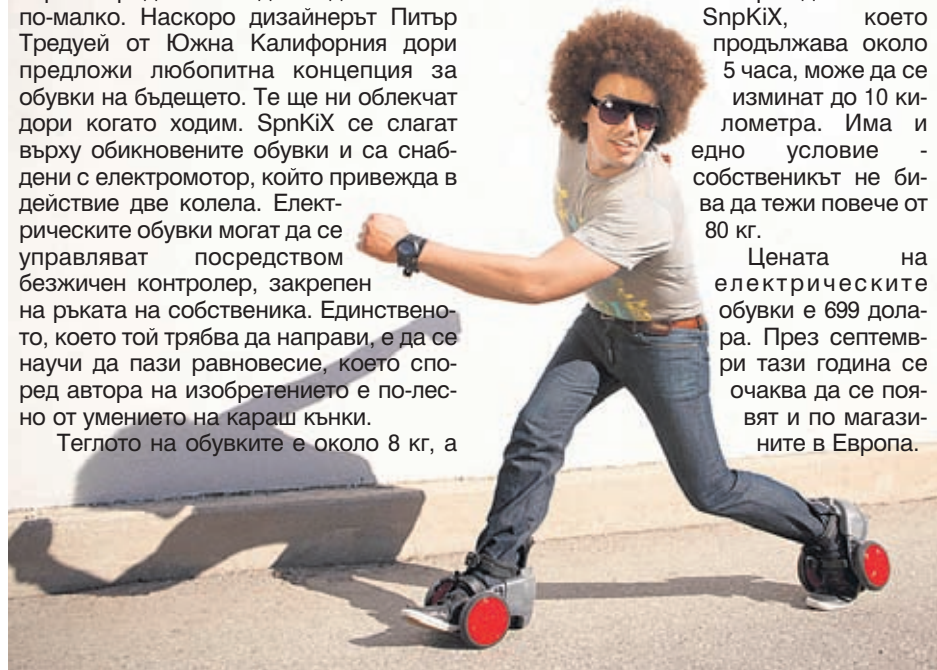 по-малко. Наскоро дизайнерът Питър
Тредуей от Южна Калифорния дори
предложи любопитна концепция за
обувки на бъдещето. Те ще ни облекчат
дори когато ходим. SpnKiX се слагат
върху обикновените обувки и са снаб-
дени с електромотор, който привежда в
действие две колела. Елект-
рическите обувки могат да се
управляват посредством
безжичен контролер, закрепен
на ръката на собственика. Единствено-
то, което той трябва да направи, е да се
научи да пази равновесие, което спо-
ред автора на изобретението е по-лес-
но от умението на караш кънки.
Теглото на обувките е около 8 кг, а
SnpKiX, което
продължава около
5 часа, може да се
изминат до 10 ки-
лометра. Има и
едно условие -
собственикът не би-
ва да тежи повече от
80 кг.
Цената на
електрическите
обувки е 699 дола-
ра. През септемв-
ри тази година се
очаква да се поя-
вят и по магази-
ните в Европа.